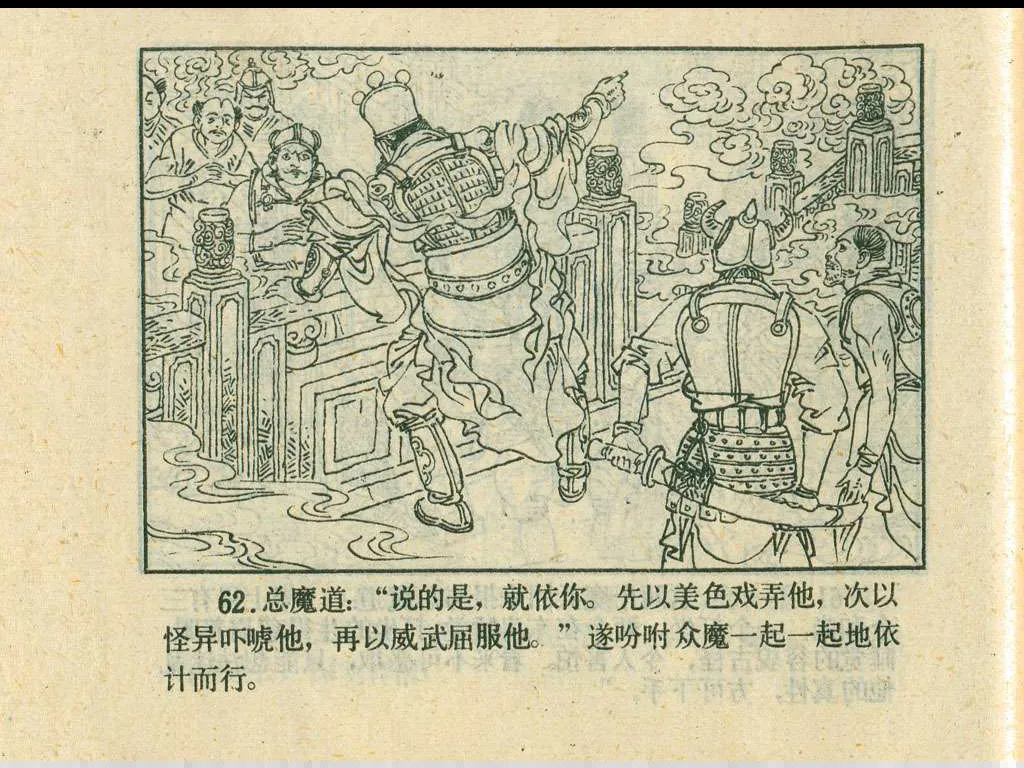 62.总魔道：“说的是，就依你。先以美色戏弄他，次以
怪异吓唬他，再以威武屈服他。”遂吩咐众魔一起一起地依
计而行。